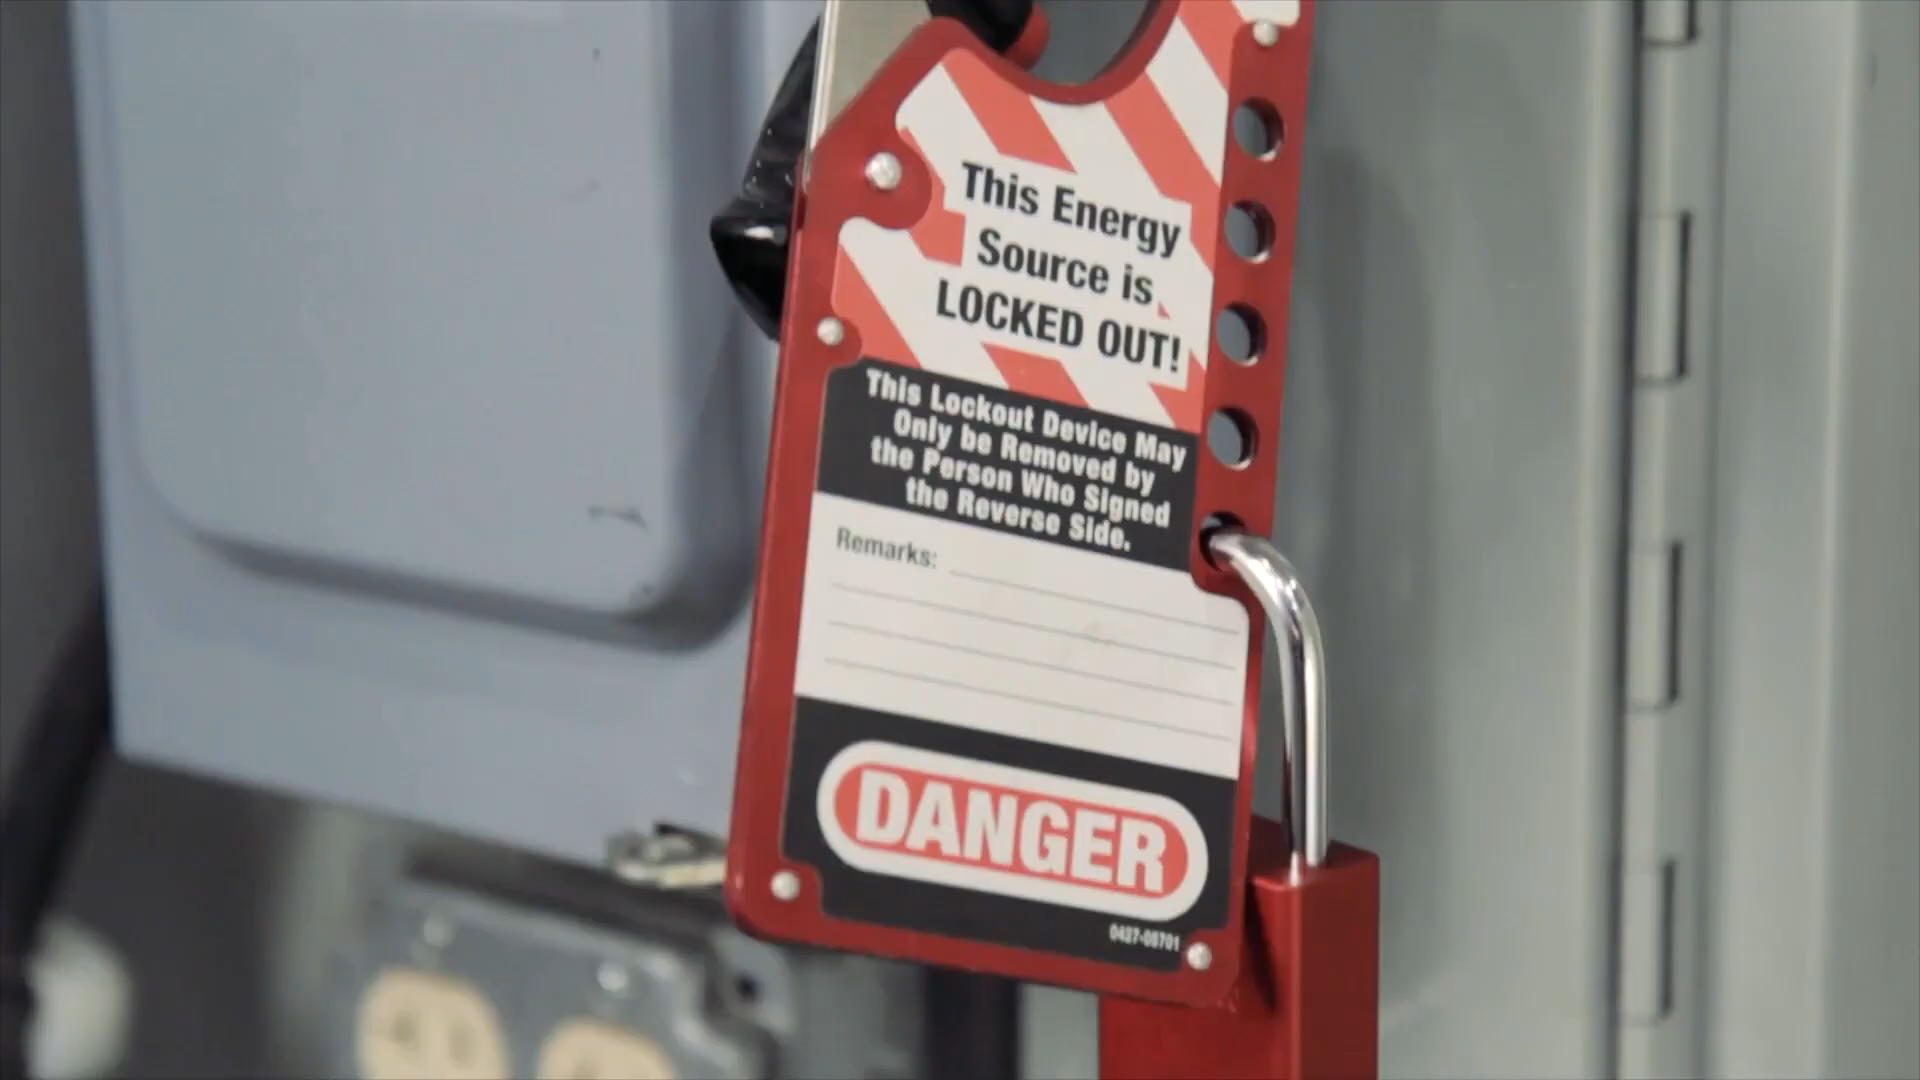 This Energy
Source is
LOCKED OUT!
This Lockout Device May
Only be Removed by
the Person Who Signed
the Reverse Side.
Remarks:
DANGER
0427-08701